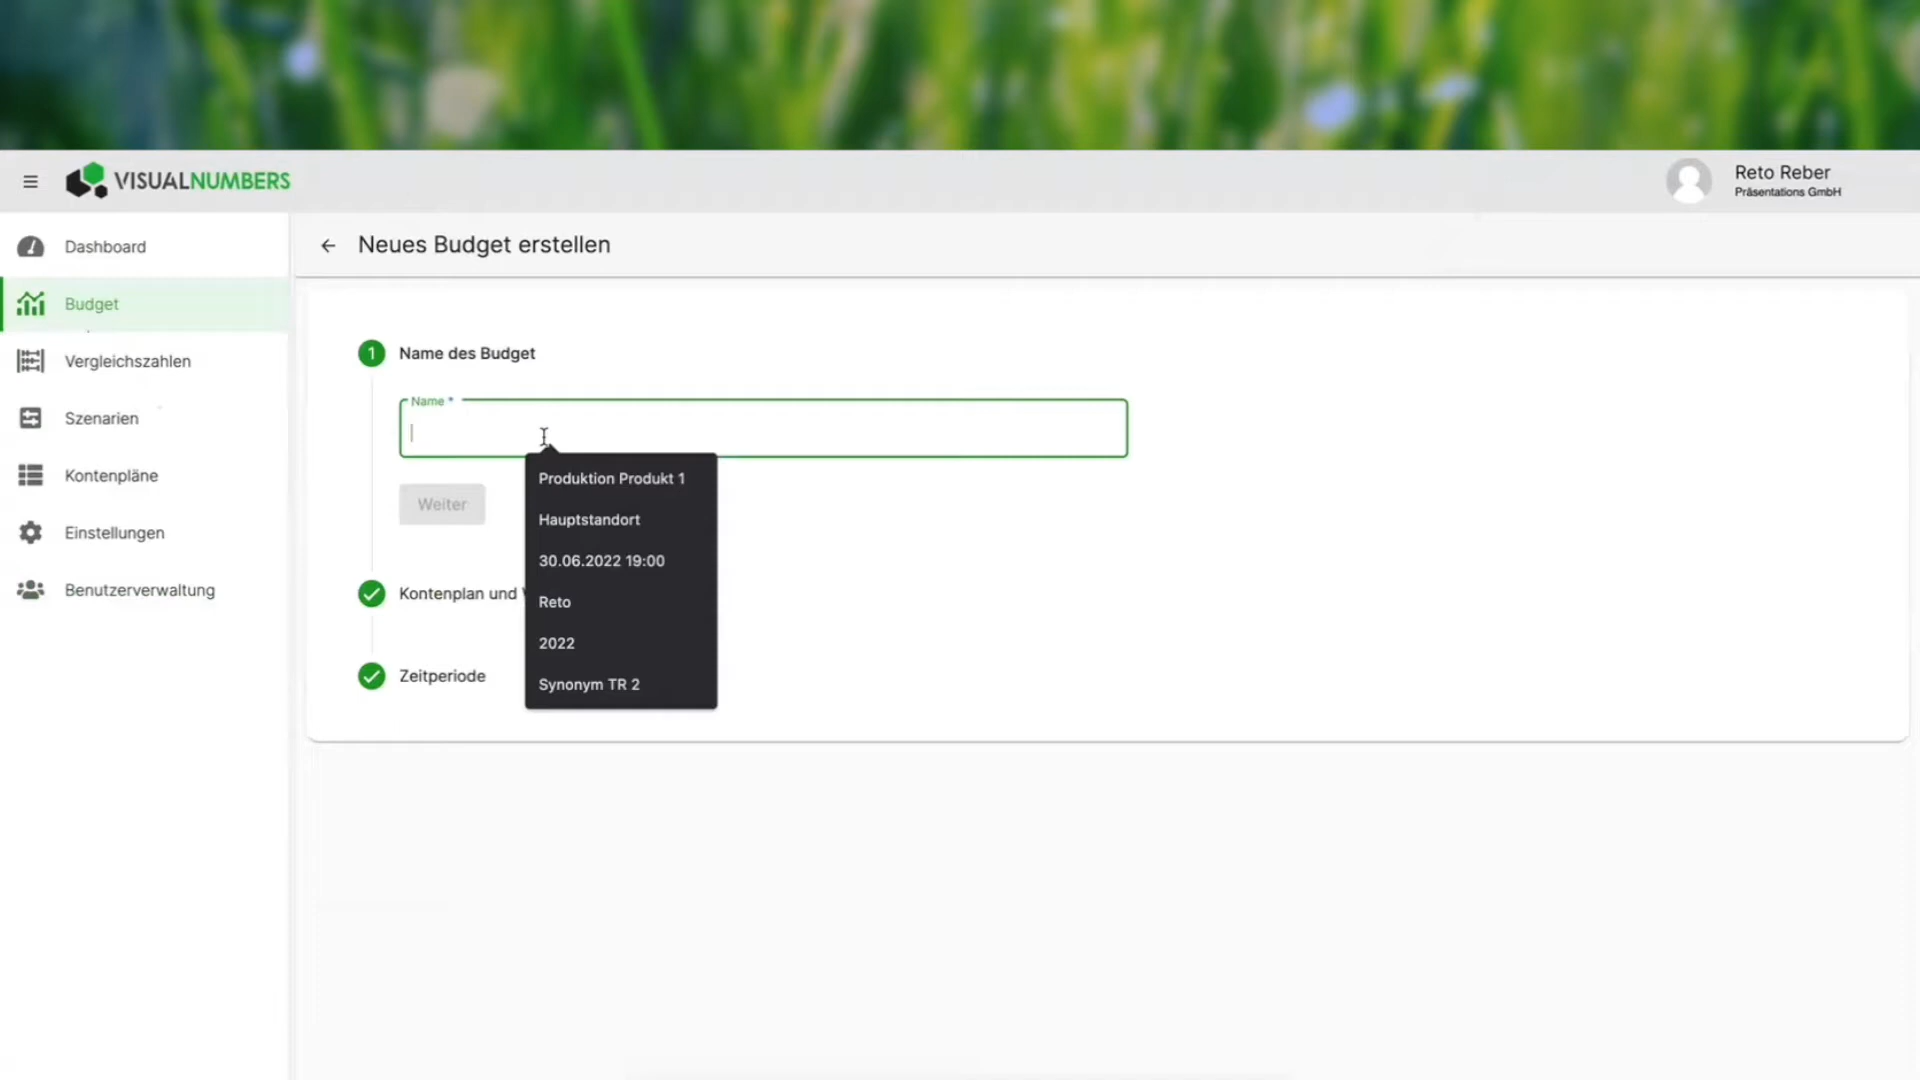 VISUALNUMBERS
Reto Reber
Präsentations GmbH
Dashboard
Budget
Vergleichszahlen
Szenarien
Kontenpläne
Einstellungen
Benutzerverwaltung
Neues Budget erstellen
1 Name des Budget
Name *
Weiter
Produktion Produkt 1
Hauptstandort
30.06.2022 19:00
Reto
2022
Synonym TR 2
Kontenplan und
Zeitperiode